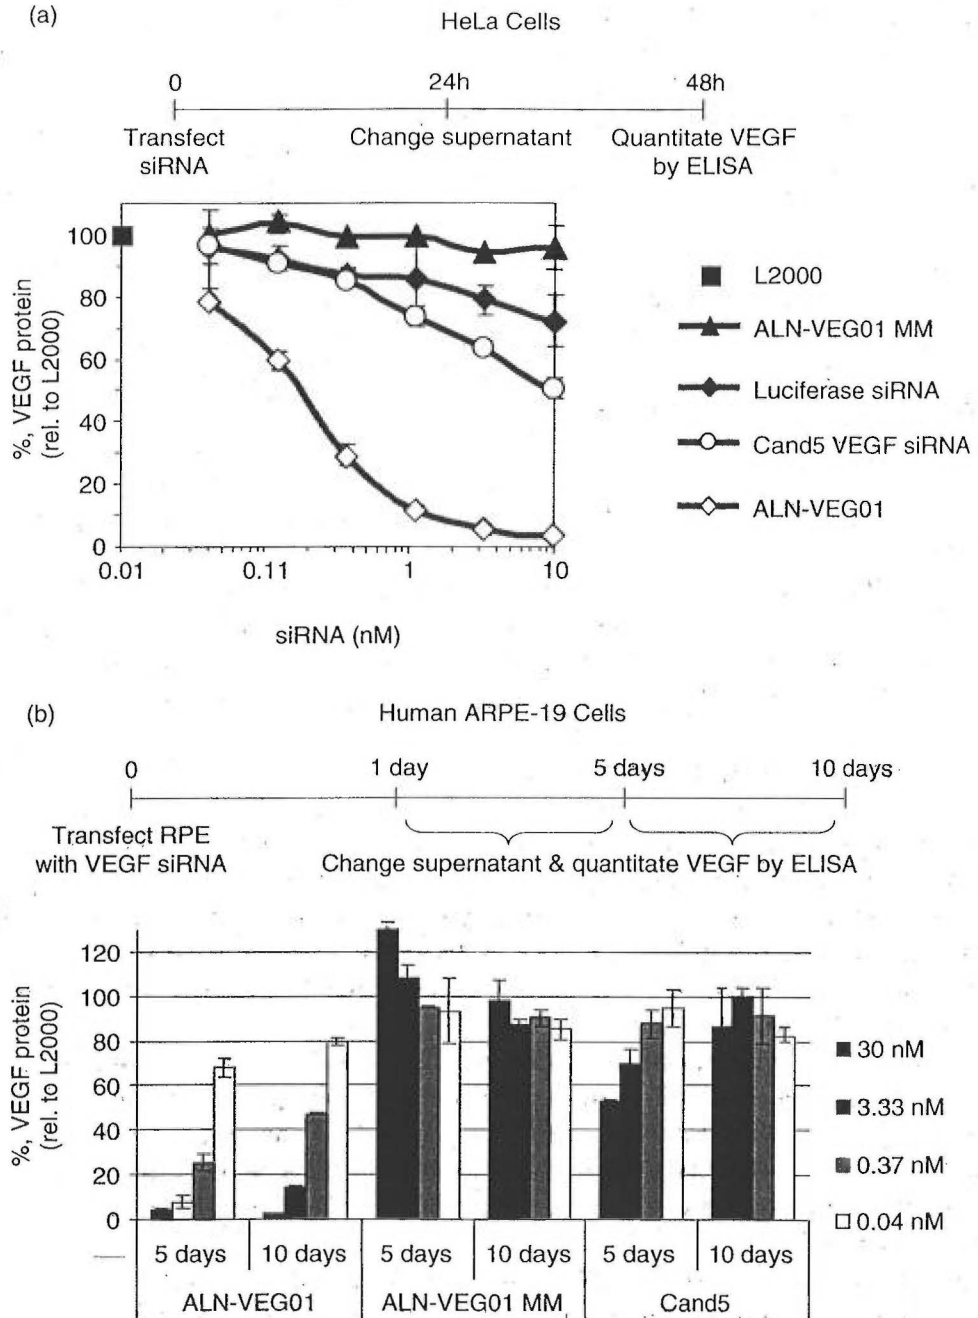 (a)
HeLa Cells
0 24h 48h
Transfect siRNA
Change supernatant
Quantitate VEGF by ELISA
%, VEGF protein
(rel. to L2000)
100
80
60
40
20
0
0.01 0.11 1 10
siRNA (nM)
L2000
ALN-VEG01 MM
Luciferase siRNA
Cand5 VEGF siRNA
ALN-VEG01
(b)
Human ARPE-19 Cells
0 1 day 5 days 10 days
Transfect RPE
with VEGF siRNA
Change supernatant & quantitate VEGF by ELISA
%, VEGF protein
(rel. to L2000)
120
100
80
60
40
20
0
30 nM
3.33 nM
0.37 nM
0.04 nM
5 days 10 days 5 days 10 days 5 days 10 days
ALN-VEG01 ALN-VEG01 MM Cand5